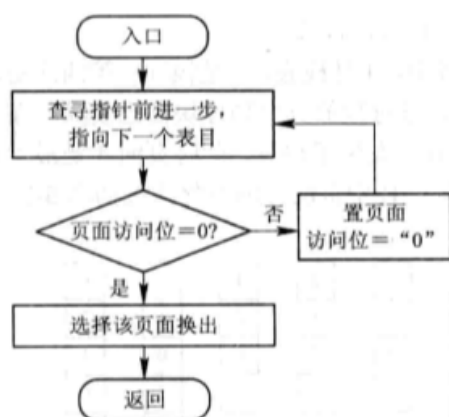 入口
查寻指针前进一步，
指向下一个表目
页面访问位=0?
否
置页面
访问位=“0”
是
选择该页面换出
返回